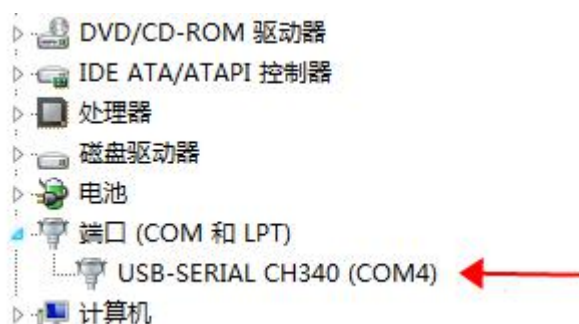 DVD/CD-ROM 驱动器
IDE ATA/ATAPI 控制器
处理器
磁盘驱动器
电池
端口 (COM 和 LPT)
USB-SERIAL CH340 (COM4)
计算机